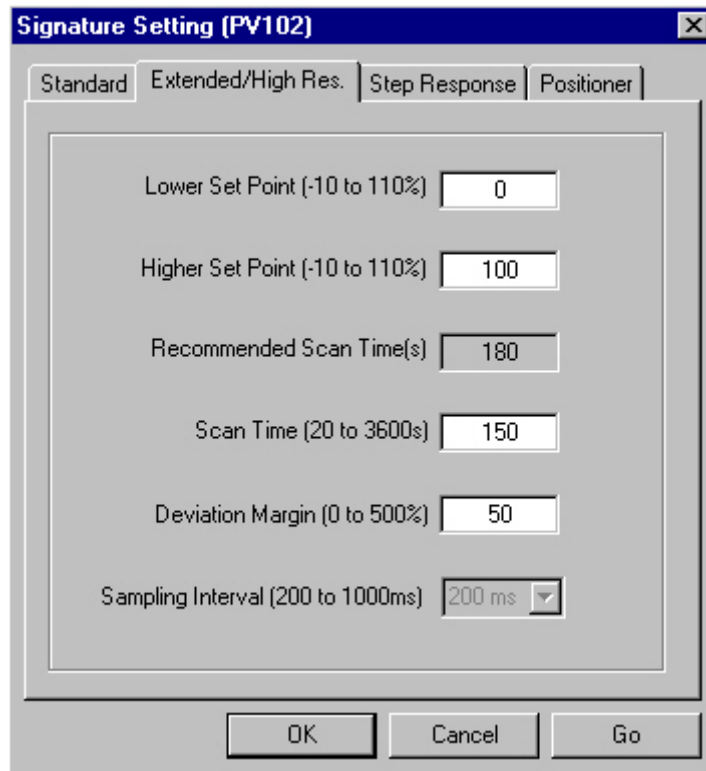 Signature Setting (PV102)
Standard Extended/High Res. Step Response Positioner
Lower Set Point (-10 to 110%) 0
Higher Set Point (-10 to 110%) 100
Recommended Scan Time(s) 180
Scan Time (20 to 3600s) 150
Deviation Margin (0 to 500%) 50
Sampling Interval (200 to 1000ms) 200 ms
OK Cancel Go